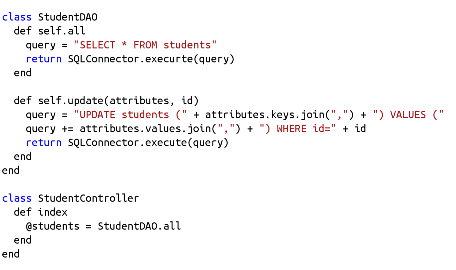 class StudentDAO
  def self.all
    query = "SELECT * FROM students"
    return SQLConnector.execurte(query)
  end

  def self.update(attributes, id)
    query = "UPDATE students (" + attributes.keys.join(",") + ") VALUES ("
    query += attributes.values.join(",") + ") WHERE id=" + id
    return SQLConnector.execute(query)
  end
end

class StudentController
  def index
    @students = StudentDAO.all
  end
end